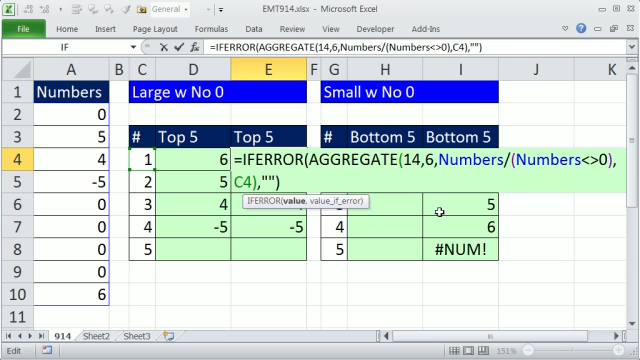 EMT914.xlsx - Microsoft Excel
General
File Home Insert Page Layout Formulas Data Review View Developer Add-Ins
IF =IFERROR(AGGREGATE(14,6,Numbers/(Numbers<>0),C4),"")
A B C D E F G H I J K
1 Numbers Large w No 0 Small w No 0
2 0
3 5 # Top 5 Top 5 # Bottom 5 Bottom 5
4 4 1 6 =IFERROR(AGGREGATE(14,6,Numbers/(Numbers<>0),
5 -5 2 5 C4),"")
IFERROR(value, value_if_error)
6 0 3 4 5
7 0 4 -5 -5 4 6
8 0 5 5 #NUM!
9 0
10 6
11
914 Sheet2 Sheet3
Edit 151%